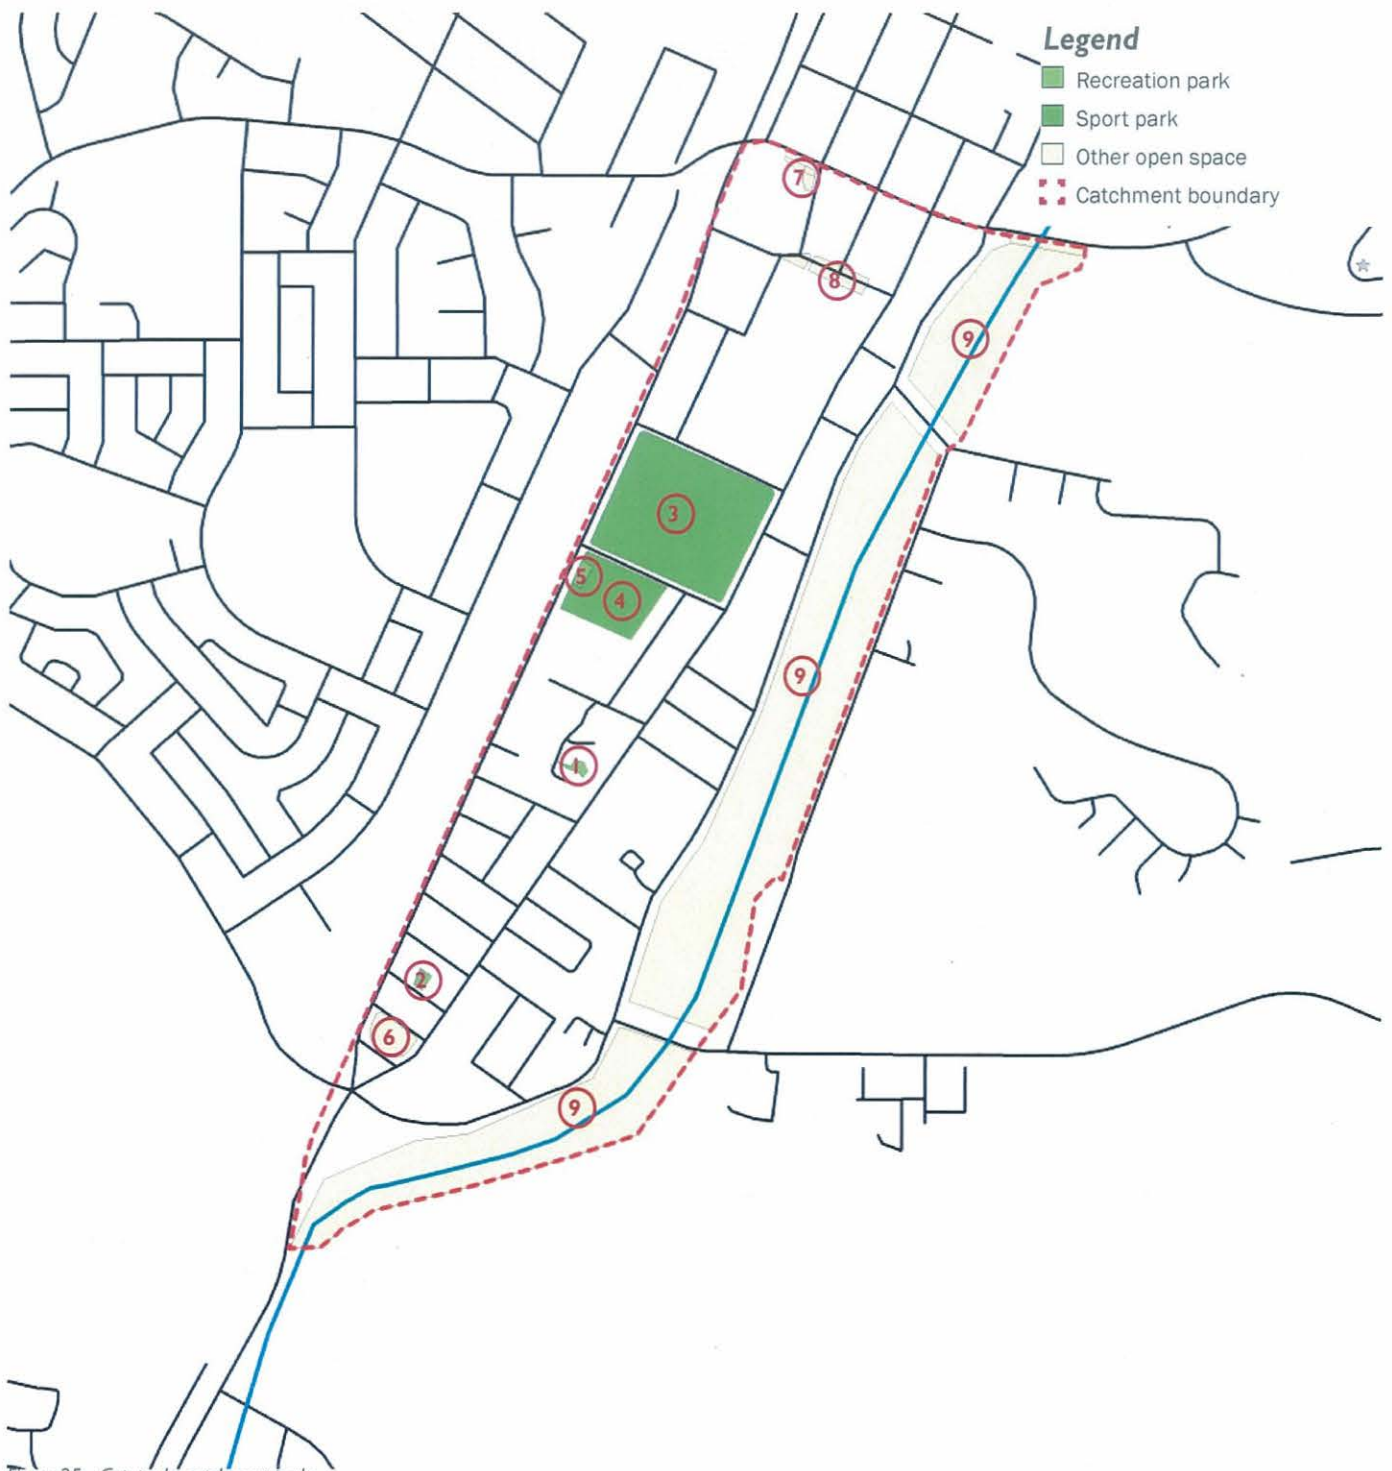 Legend
Recreation park
Sport park
Other open space
Catchment boundary
7
8
9
3
5
4
9
1
2
6
9